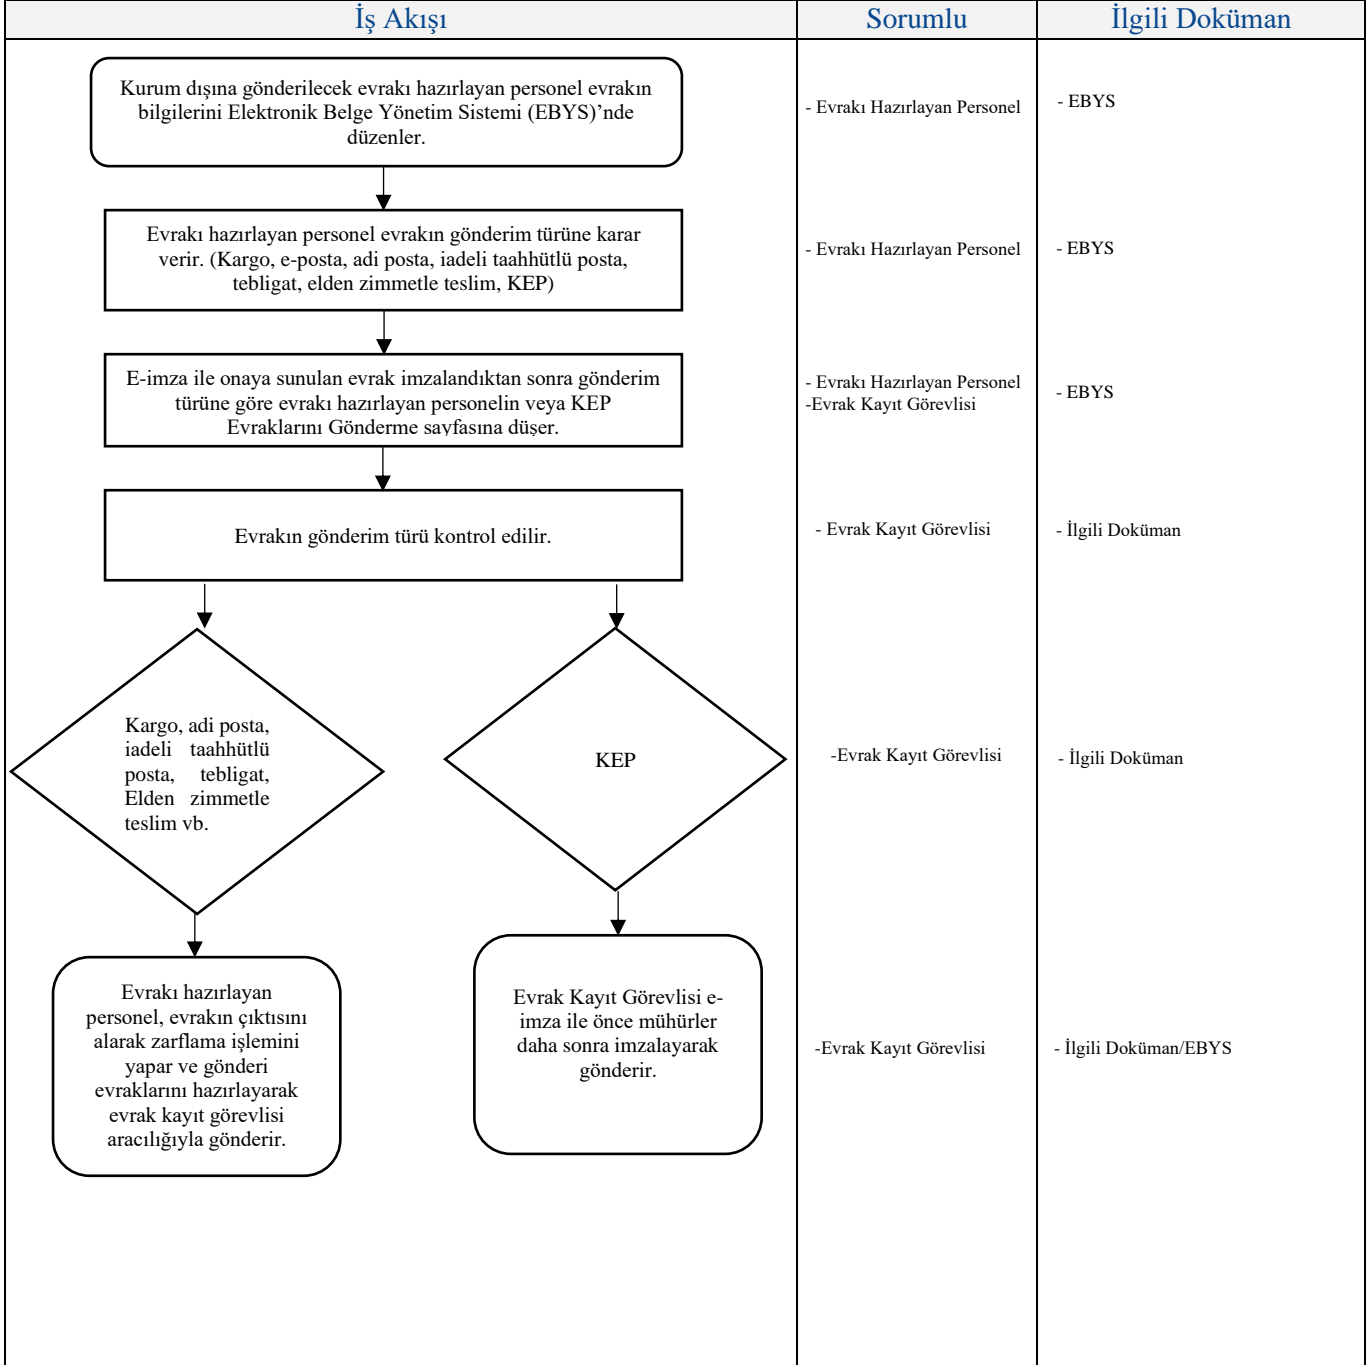 İş Akışı
Sorumlu
İlgili Doküman
Kurum dışına gönderilecek evrakı hazırlayan personel evrakın
bilgilerini Elektronik Belge Yönetim Sistemi (EBYS)’nde
düzenler.
- Evrakı Hazırlayan Personel
- EBYS
Evrakı hazırlayan personel evrakın gönderim türüne karar
verir. (Kargo, e-posta, adi posta, iadeli taahhütlü posta,
tebligat, elden zimmetle teslim, KEP)
- Evrakı Hazırlayan Personel
- EBYS
E-imza ile onaya sunulan evrak imzalandıktan sonra gönderim
türüne göre evrakı hazırlayan personelin veya KEP
Evraklarını Gönderme sayfasına düşer.
- Evrakı Hazırlayan Personel
-Evrak Kayıt Görevlisi
- EBYS
Evrakın gönderim türü kontrol edilir.
- Evrak Kayıt Görevlisi
- İlgili Doküman
Kargo, adi posta,
iadeli taahhütlü
posta, tebligat,
Elden zimmetle
teslim vb.
KEP
-Evrak Kayıt Görevlisi
- İlgili Doküman
Evrakı hazırlayan
personel, evrakın çıktısını
alarak zarflama işlemini
yapar ve gönderi
evraklarını hazırlayarak
evrak kayıt görevlisi
aracılığıyla gönderir.
Evrak Kayıt Görevlisi e-
imza ile önce mühürler
daha sonra imzalayarak
gönderir.
-Evrak Kayıt Görevlisi
- İlgili Doküman/EBYS